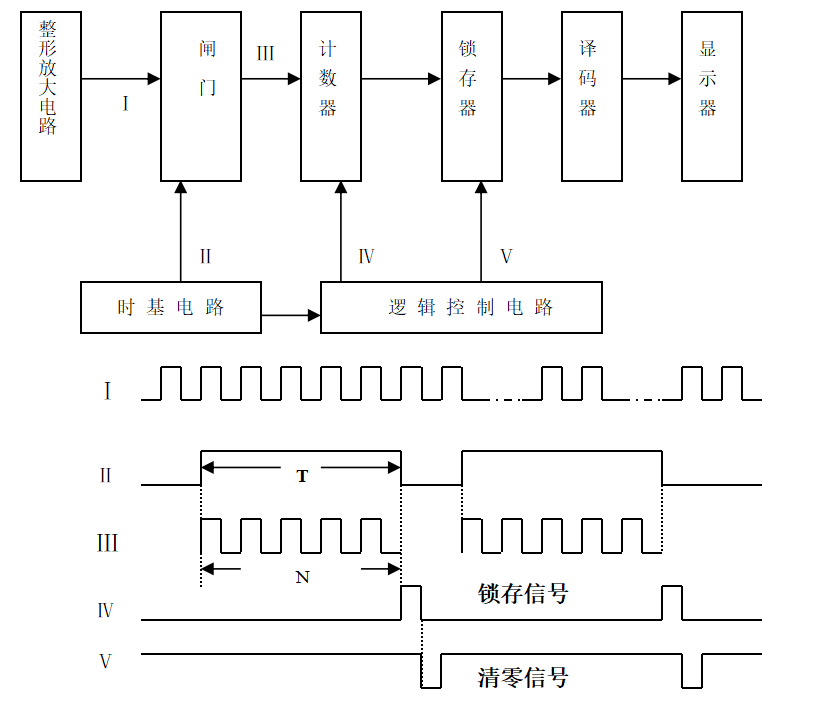 整形放大电路
闸门
计数器
锁存器
译码器
显示器
Ⅰ
Ⅲ
Ⅱ
Ⅳ
Ⅴ
时基电路
逻辑控制电路
Ⅰ
Ⅱ
T
Ⅲ
N
Ⅳ
锁存信号
Ⅴ
清零信号